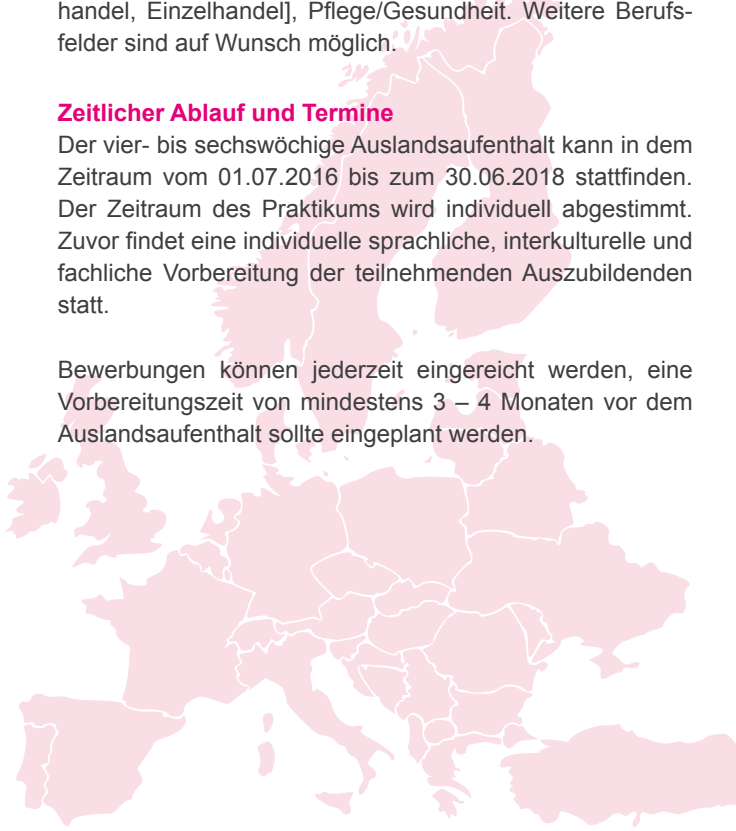 handel, Einzelhandel], Pflege/Gesundheit. Weitere Berufs-
felder sind auf Wunsch möglich.
Zeitlicher Ablauf und Termine
Der vier- bis sechswöchige Auslandsaufenthalt kann in dem
Zeitraum vom 01.07.2016 bis zum 30.06.2018 stattfinden.
Der Zeitraum des Praktikums wird individuell abgestimmt.
Zuvor findet eine individuelle sprachliche, interkulturelle und
fachliche Vorbereitung der teilnehmenden Auszubildenden
statt.
Bewerbungen können jederzeit eingereicht werden, eine
Vorbereitungszeit von mindestens 3 – 4 Monaten vor dem
Auslandsaufenthalt sollte eingeplant werden.